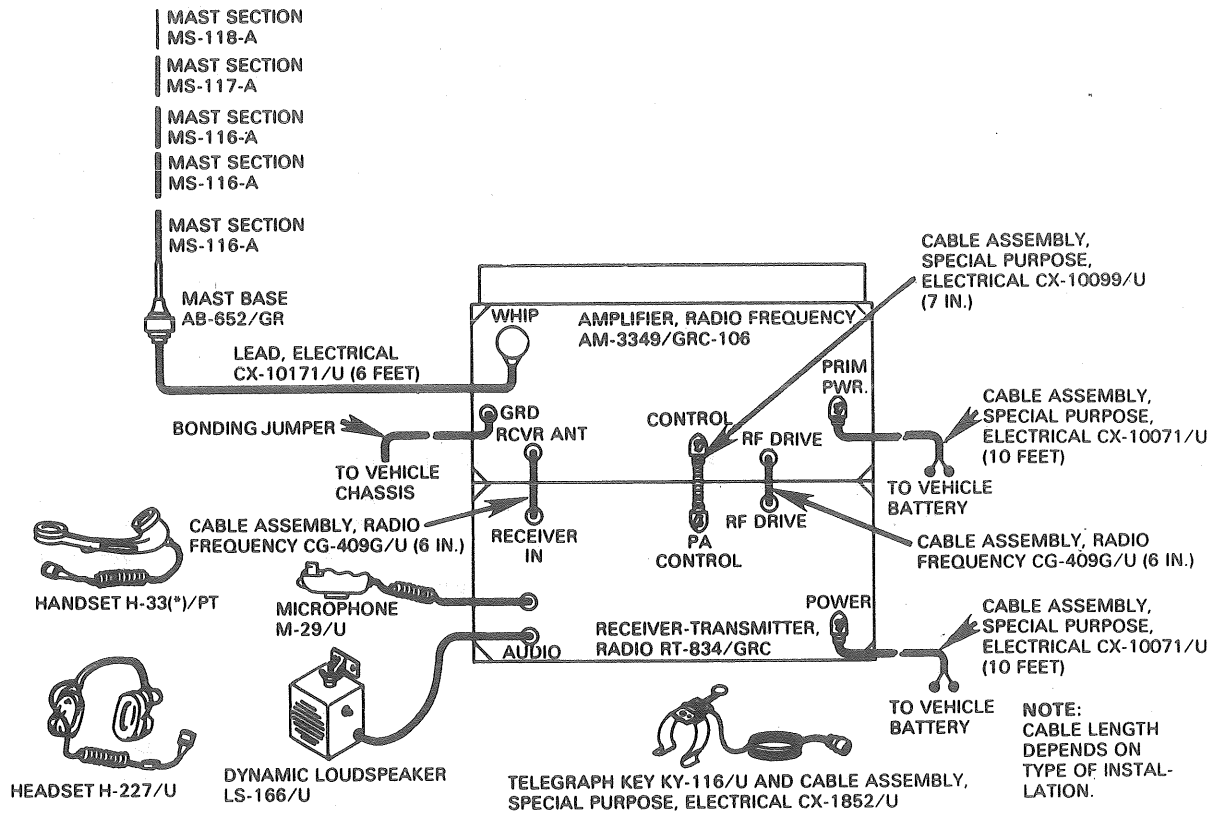 MAST SECTION
MS-118-A
MAST SECTION
MS-117-A
MAST SECTION
MS-116-A
MAST SECTION
MS-116-A
MAST SECTION
MS-116-A
MAST BASE
AB-652/GR
LEAD, ELECTRICAL
CX-10171/U (6 FEET)
BONDING JUMPER
TO VEHICLE
CHASSIS
WHIP
AMPLIFIER, RADIO FREQUENCY
AM-3349/GRC-106
CABLE ASSEMBLY,
SPECIAL PURPOSE,
ELECTRICAL CX-10099/U
(7 IN.)
PRIM
PWR.
GRD
RCVR ANT
CONTROL
RF DRIVE
CABLE ASSEMBLY,
SPECIAL PURPOSE,
ELECTRICAL CX-10071/U
(10 FEET)
TO VEHICLE
BATTERY
CABLE ASSEMBLY, RADIO
FREQUENCY CG-409G/U (6 IN.)
RECEIVER
IN
PA
CONTROL
RF DRIVE
CABLE ASSEMBLY, RADIO
FREQUENCY CG-409G/U (6 IN.)
HANDSET H-33(*)/PT
MICROPHONE
M-29/U
AUDIO
RECEIVER-TRANSMITTER,
RADIO RT-834/GRC
POWER
CABLE ASSEMBLY,
SPECIAL PURPOSE,
ELECTRICAL CX-10071/U
(10 FEET)
TO VEHICLE
BATTERY
NOTE:
CABLE LENGTH
DEPENDS ON
TYPE OF INSTAL-
LATION.
HEADSET H-227/U
DYNAMIC LOUDSPEAKER
LS-166/U
TELEGRAPH KEY KY-116/U AND CABLE ASSEMBLY,
SPECIAL PURPOSE, ELECTRICAL CX-1852/U